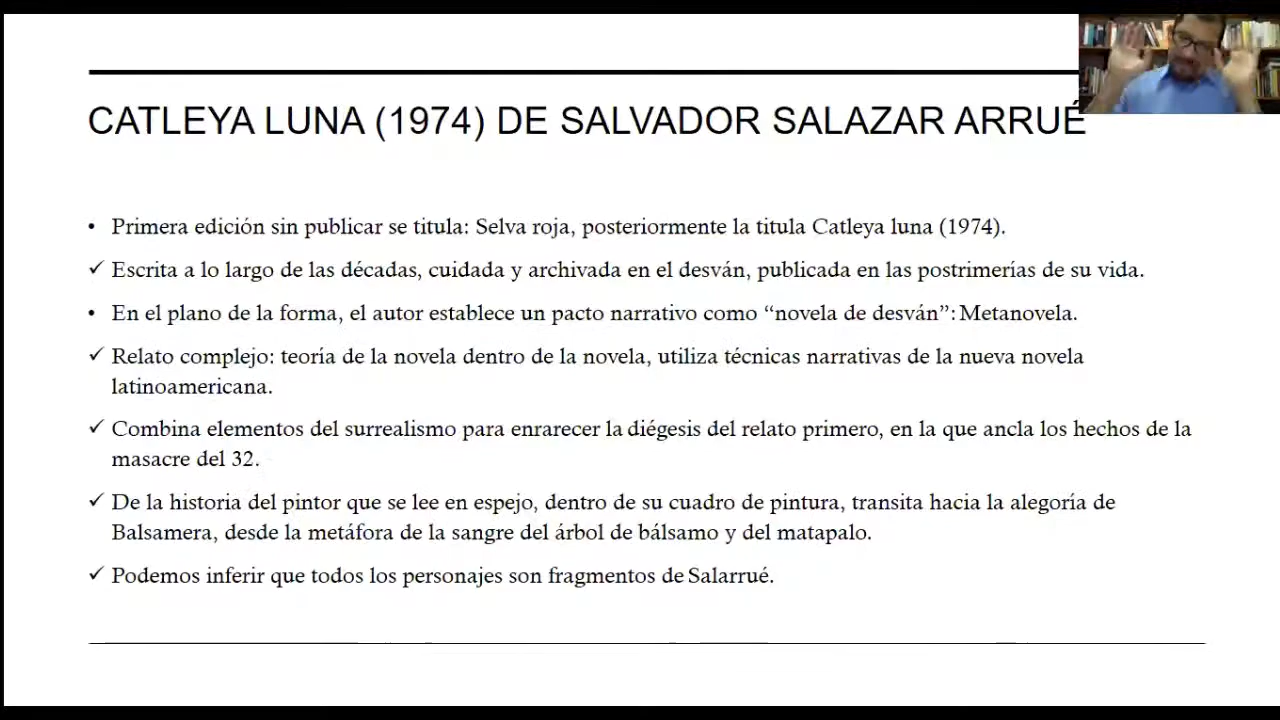 CATLEYA LUNA (1974) DE SALVADOR SALAZAR ARRUÉ
• Primera edición sin publicar se titula: Selva roja, posteriormente la titula Catleya luna (1974).
✓ Escrita a lo largo de las décadas, cuidada y archivada en el desván, publicada en las postrimerías de su vida.
• En el plano de la forma, el autor establece un pacto narrativo como “novela de desván”: Metanovela.
✓ Relato complejo: teoría de la novela dentro de la novela, utiliza técnicas narrativas de la nueva novela
latinoamericana.
✓ Combina elementos del surrealismo para enrarecer la diégesis del relato primero, en la que ancla los hechos de la
masacre del 32.
✓ De la historia del pintor que se lee en espejo, dentro de su cuadro de pintura, transita hacia la alegoría de
Balsamera, desde la metáfora de la sangre del árbol de bálsamo y del matapalo.
✓ Podemos inferir que todos los personajes son fragmentos de Salarrué.